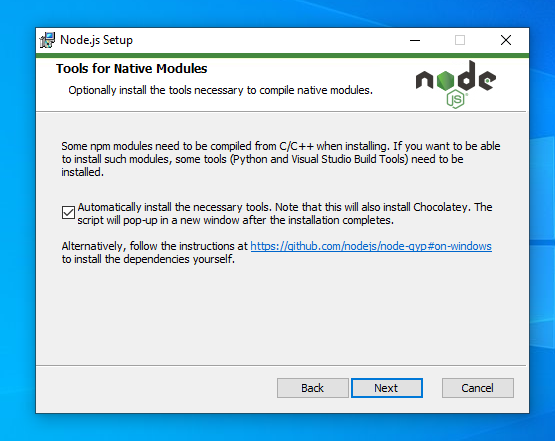 Node.js Setup
Tools for Native Modules
Optionally install the tools necessary to compile native modules.
node
JS
Some npm modules need to be compiled from C/C++ when installing. If you want to be able
to install such modules, some tools (Python and Visual Studio Build Tools) need to be
installed.
Automatically install the necessary tools. Note that this will also install Chocolatey. The
script will pop-up in a new window after the installation completes.
Alternatively, follow the instructions at https://github.com/nodejs/node-gyp#on-windows
to install the dependencies yourself.
Back Next Cancel